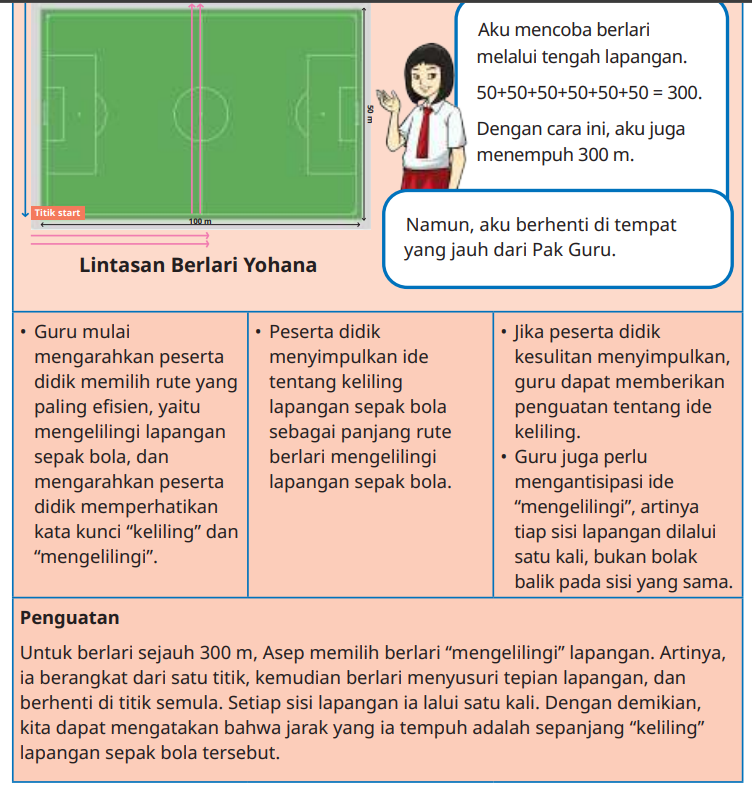 Aku mencoba berlari
melalui tengah lapangan.
50+50+50+50+50+50 = 300.
Dengan cara ini, aku juga
menempuh 300 m.
50 m
Titik start
100 m
Namun, aku berhenti di tempat
yang jauh dari Pak Guru.
Lintasan Berlari Yohana
• Guru mulai
mengarahkan peserta
didik memilih rute yang
paling efisien, yaitu
mengelilingi lapangan
sepak bola, dan
mengarahkan peserta
didik memperhatikan
kata kunci “keliling” dan
“mengelilingi”.
• Peserta didik
menyimpulkan ide
tentang keliling
lapangan sepak bola
sebagai panjang rute
berlari mengelilingi
lapangan sepak bola.
• Jika peserta didik
kesulitan menyimpulkan,
guru dapat memberikan
penguatan tentang ide
keliling.
• Guru juga perlu
mengantisipasi ide
“mengelilingi”, artinya
tiap sisi lapangan dilalui
satu kali, bukan bolak
balik pada sisi yang sama.
Penguatan
Untuk berlari sejauh 300 m, Asep memilih berlari “mengelilingi” lapangan. Artinya,
ia berangkat dari satu titik, kemudian berlari menyusuri tepian lapangan, dan
berhenti di titik semula. Setiap sisi lapangan ia lalui satu kali. Dengan demikian,
kita dapat mengatakan bahwa jarak yang ia tempuh adalah sepanjang “keliling”
lapangan sepak bola tersebut.